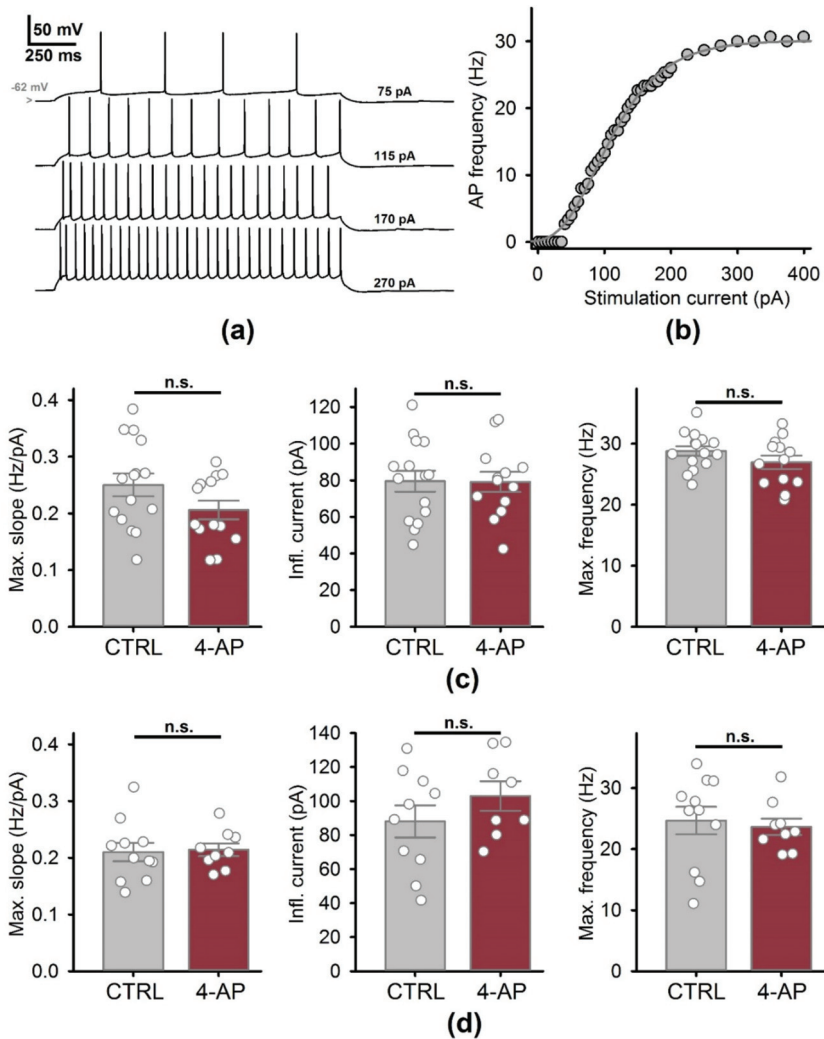 50 mV
250 ms
-62 mV
>
75 pA
115 pA
170 pA
270 pA
(a)
AP frequency (Hz)
30
20
10
0
0 100 200 300 400
Stimulation current (pA)
(b)
Max. slope (Hz/pA)
0.4
0.3
0.2
0.1
0.0
n.s.
CTRL 4-AP
Infl. current (pA)
120
100
80
60
40
20
0
n.s.
CTRL 4-AP
Max. frequency (Hz)
40
30
20
10
0
n.s.
CTRL 4-AP
(c)
Max. slope (Hz/pA)
0.4
0.3
0.2
0.1
0.0
n.s.
CTRL 4-AP
Infl. current (pA)
140
120
100
80
60
40
20
0
n.s.
CTRL 4-AP
Max. frequency (Hz)
40
30
20
10
0
n.s.
CTRL 4-AP
(d)